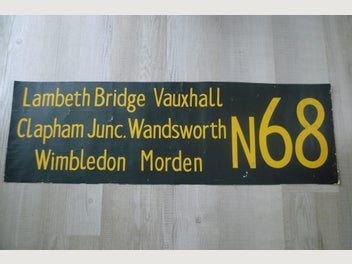 Lambeth Bridge Vauxhall
Clapham Junc. Wandsworth
Wimbledon Morden
N68